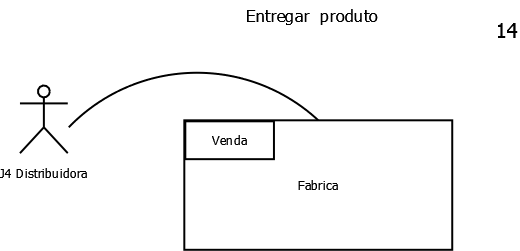 Entregar produto
14
Venda
J4 Distribuidora
Fabrica